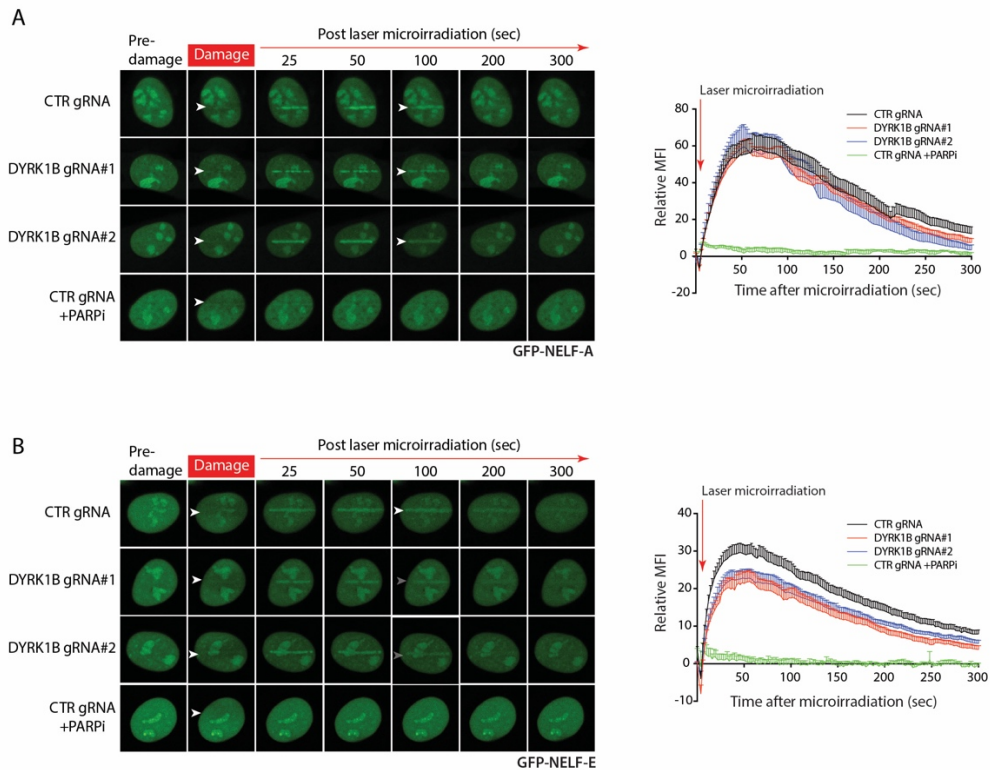 A
Post laser microirradiation (sec)
Pre-
damage
Damage
25 50 100 200 300
CTR gRNA
DYRK1B gRNA#1
DYRK1B gRNA#2
CTR gRNA
+PARPi
GFP-NELF-A
Laser microirradiation
CTR gRNA
DYRK1B gRNA#1
DYRK1B gRNA#2
CTR gRNA +PARPi
Relative MFI
80
60
40
20
0
-20
50 100 150 200 250 300
Time after microirradiation (sec)
B
Post laser microirradiation (sec)
Pre-
damage
Damage
25 50 100 200 300
CTR gRNA
DYRK1B gRNA#1
DYRK1B gRNA#2
CTR gRNA
+PARPi
GFP-NELF-E
Laser microirradiation
CTR gRNA
DYRK1B gRNA#1
DYRK1B gRNA#2
CTR gRNA +PARPi
Relative MFI
40
30
20
10
0
-10
50 100 150 200 250 300
Time after microirradiation (sec)